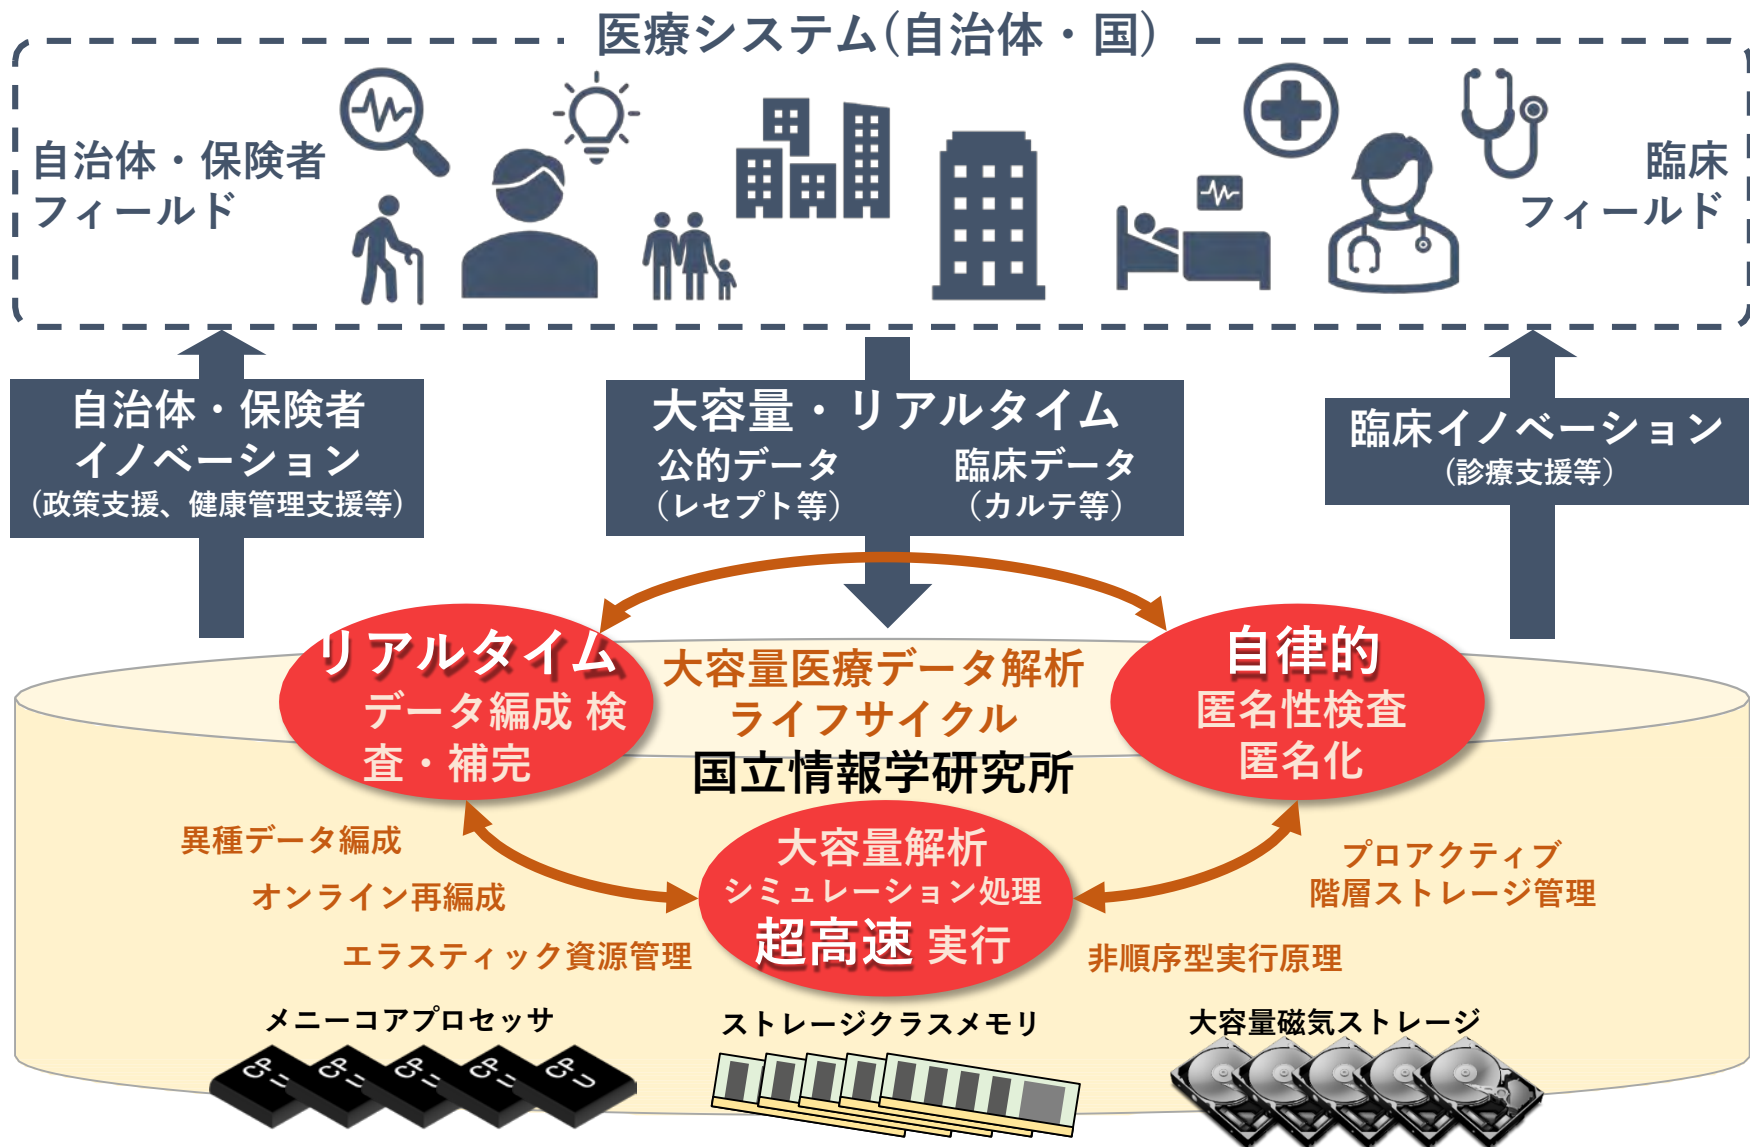 医療システム(自治体・国)
自治体・保険者
フィールド
臨床
フィールド
自治体・保険者
イノベーション
(政策支援、健康管理支援等)
大容量・リアルタイム
公的データ
(レセプト等)
臨床データ
(カルテ等)
臨床イノベーション
(診療支援等)
リアルタイム
データ編成 検
査・補完
大容量医療データ解析
ライフサイクル
国立情報学研究所
自律的
匿名性検査
匿名化
異種データ編成
オンライン再編成
エラスティック資源管理
大容量解析
シミュレーション処理
超高速 実行
プロアクティブ
階層ストレージ管理
非順序型実行原理
メニーコアプロセッサ
ストレージクラスメモリ
大容量磁気ストレージ
CP
U
CP
U
CP
U
CP
U
CP
U